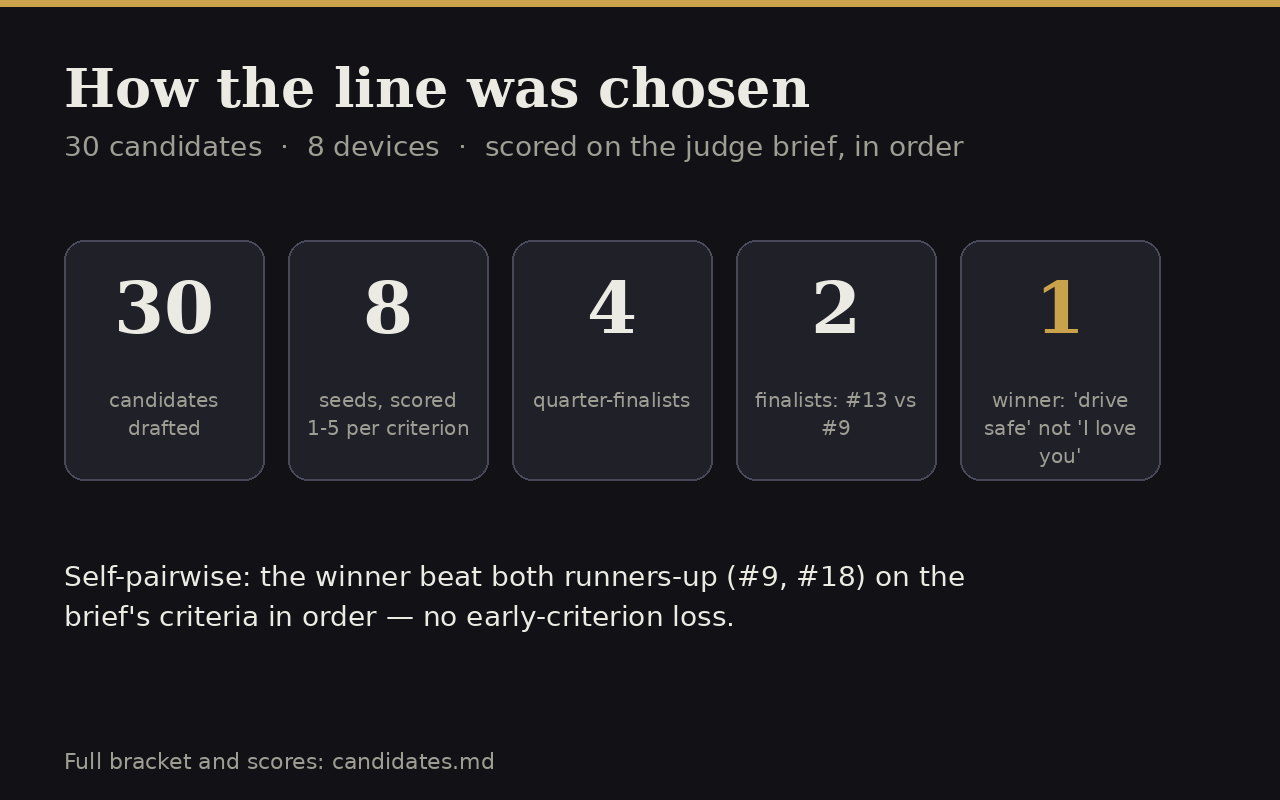 How the line was chosen
30 candidates · 8 devices · scored on the judge brief, in order
30
candidates
drafted
8
seeds, scored
1-5 per criterion
4
quarter-finalists
2
finalists: #13 vs
#9
1
winner: 'drive
safe' not 'I love
you'
Self-pairwise: the winner beat both runners-up (#9, #18) on the
brief's criteria in order — no early-criterion loss.
Full bracket and scores: candidates.md